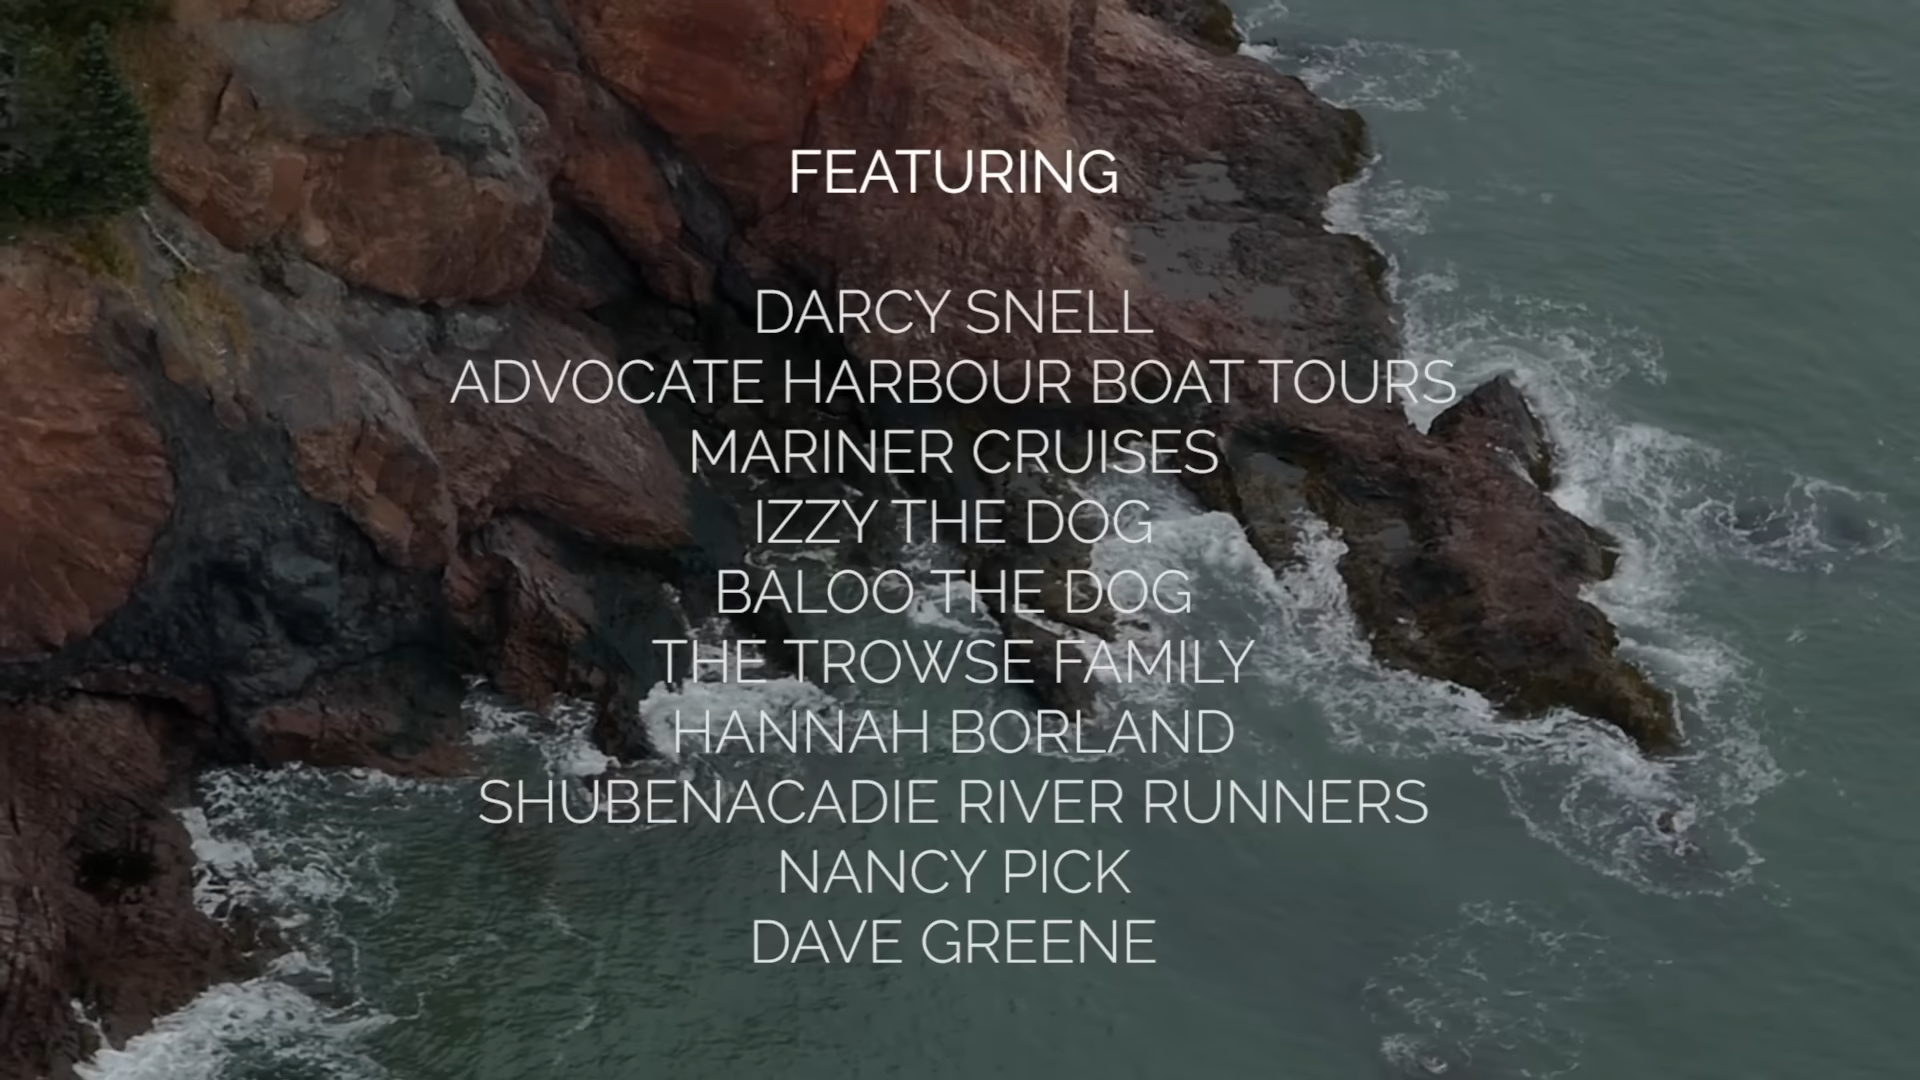 FEATURING
DARCY SNELL
ADVOCATE HARBOUR BOAT TOURS
MARINER CRUISES
IZZY THE DOG
BALOO THE DOG
THE TROWSE FAMILY
HANNAH BORLAND
SHUBENACADIE RIVER RUNNERS
NANCY PICK
DAVE GREENE